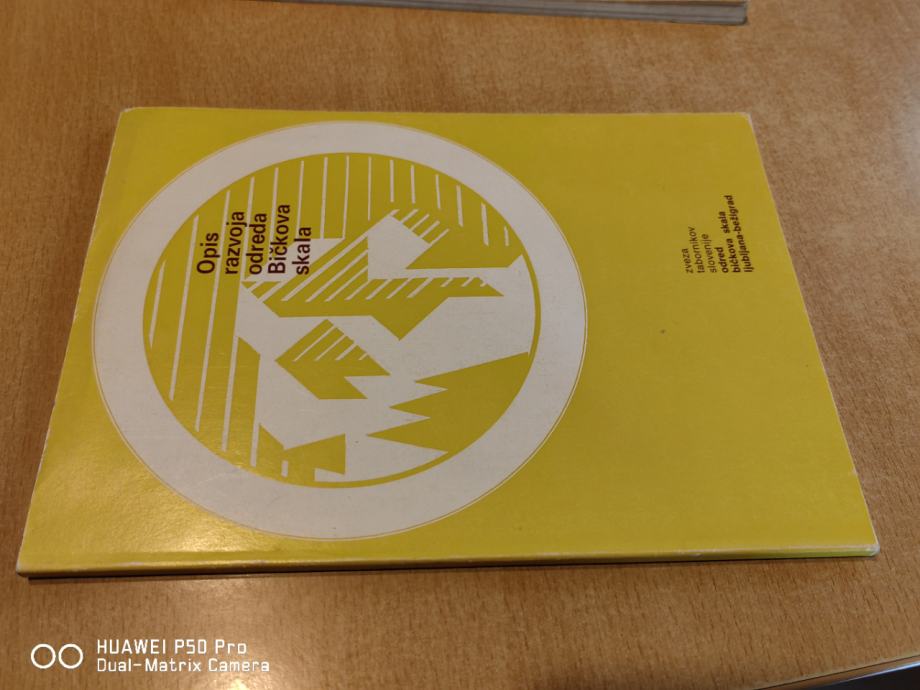 Opis
razvoja
odreda
Bičkova
skala
zveza
tabornikov
slovenije
odred
bičkova skala
ljubljana-bežigrad
HUAWEI P50 Pro
Dual-Matrix Camera